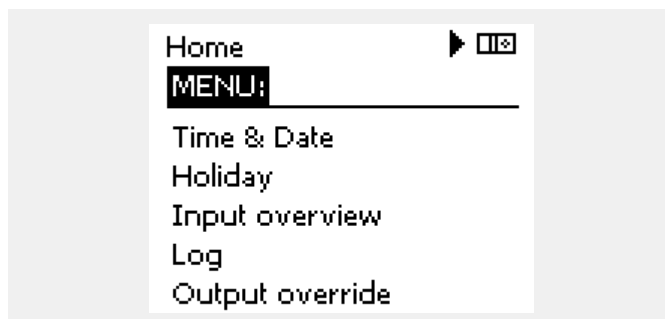 Home
MENU:
Time & Date
Holiday
Input overview
Log
Output override